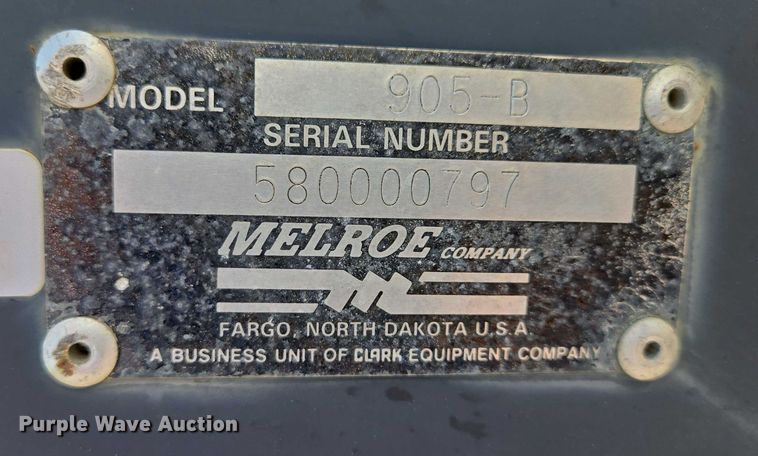 MODEL 905-B
SERIAL NUMBER
580000797
MELROE COMPANY
FARGO, NORTH DAKOTA U.S.A.
A BUSINESS UNIT OF CLARK EQUIPMENT COMPANY
Purple Wave Auction